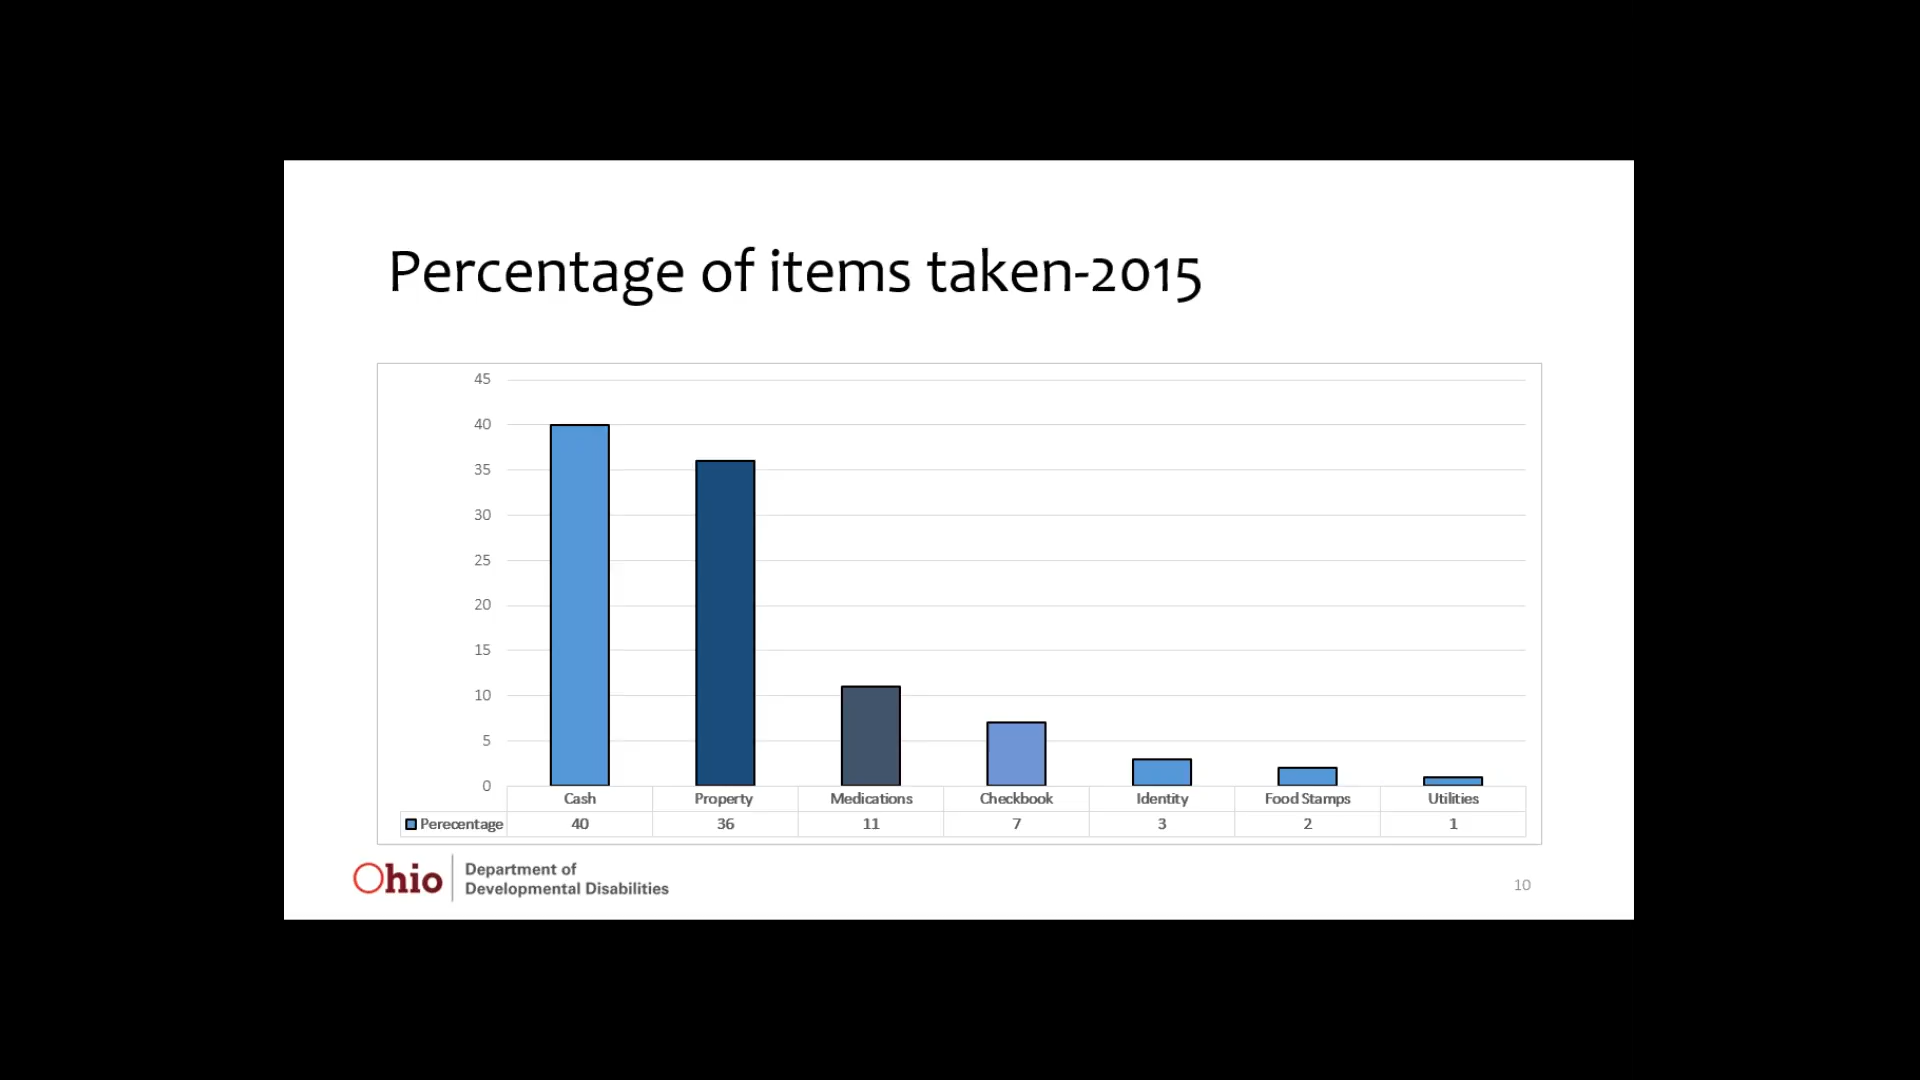 Percentage of items taken-2015
45
40
35
30
25
20
15
10
5
0
Cash Property Medications Checkbook Identity Food Stamps Utilities
Perecentage 40 36 11 7 3 2 1
Ohio
Department of
Developmental Disabilities
10